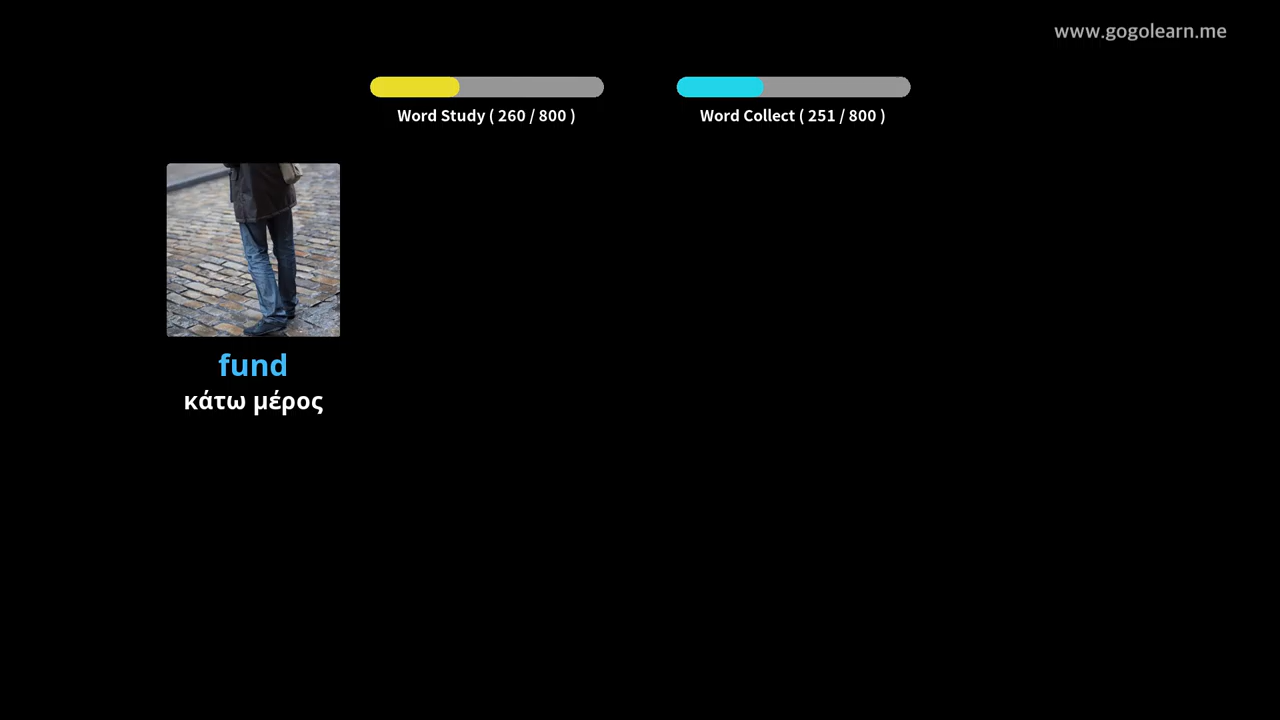 www.gogolearn.me
Word Study ( 260 / 800 )
Word Collect ( 251 / 800 )
fund
κάτω μέρος